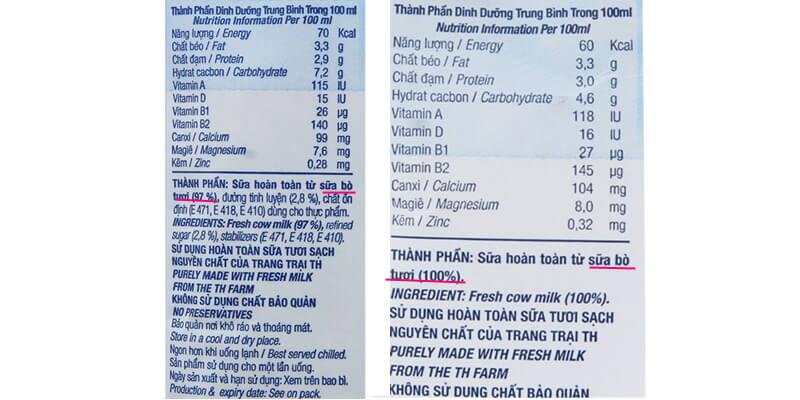 Thành Phần Dinh Dưỡng Trung Bình Trong 100ml
Nutrition Information Per 100 ml
Năng lượng / Energy 70 Kcal
Chất béo / Fat 3,3 g
Chất đạm / Protein 2,9 g
Hydrat cacbon / Carbohydrate 7,2 g
Vitamin A 115 IU
Vitamin D 15 IU
Vitamin B1 26 µg
Vitamin B2 140 µg
Canxi / Calcium 99 mg
Magiê / Magnesium 7,6 mg
Kẽm / Zinc 0,28 mg
THÀNH PHẦN: Sữa hoàn toàn từ sữa bò
tươi (97 %), đường tinh luyện (2,8 %), chất ổn
định (E 471, E 418, E 410) dùng cho thực phẩm.
INGREDIENTS: Fresh cow milk (97 %), refined
sugar (2,8 %), stabilizers (E 471, E 418, E 410).
SỬ DỤNG HOÀN TOÀN SỮA TƯƠI SẠCH
NGUYÊN CHẤT CỦA TRANG TRẠI TH
PURELY MADE WITH FRESH MILK
FROM THE TH FARM
KHÔNG SỬ DỤNG CHẤT BẢO QUẢN
NO PRESERVATIVES
Bảo quản nơi khô ráo và thoáng mát.
Store in a cool and dry place.
Ngon hơn khi uống lạnh / Best served chilled.
Sản phẩm sử dụng cho một lần uống.
Ngày sản xuất và hạn sử dụng: Xem trên bao bì.
Production & expiry date: See on pack.
Thành Phần Dinh Dưỡng Trung Bình Trong 100ml
Nutrition Information Per 100ml
Năng lượng / Energy 60 Kcal
Chất béo / Fat 3,3 g
Chất đạm / Protein 3,0 g
Hydrat cacbon / Carbohydrate 4,6 g
Vitamin A 118 IU
Vitamin D 16 IU
Vitamin B1 27 µg
Vitamin B2 145 µg
Canxi / Calcium 104 mg
Magiê / Magnesium 8,0 mg
Kẽm / Zinc 0,32 mg
THÀNH PHẦN: Sữa hoàn toàn từ sữa bò
tươi (100%).
INGREDIENT: Fresh cow milk (100%).
SỬ DỤNG HOÀN TOÀN SỮA TƯƠI SẠCH
NGUYÊN CHẤT CỦA TRANG TRẠI TH
PURELY MADE WITH FRESH MILK
FROM THE TH FARM
KHÔNG SỬ DỤNG CHẤT BẢO QUẢN